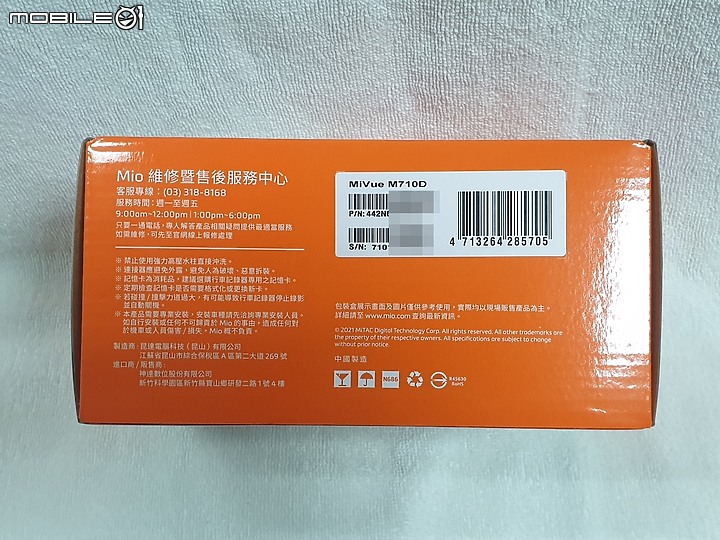 MOBILE01
Mio 維修暨售後服務中心
客服專線：(03) 318-8168
服務時間：週一至週五
9:00am~12:00pm | 1:00pm~6:00pm
只要一通電話，專人解答產品相關疑問提供最適當服務
如需維修，可先至官網線上報修處理
※ 禁止使用強力高壓水柱直接沖洗。
※ 連接器應避免外露，避免人為破壞、惡意拆裝。
※ 記憶卡為消耗品，建議選購行車記錄器專用之記憶卡。
※ 定期檢查記憶卡是否需要格式化或更換新卡。
※ 若碰撞 / 撞擊力道過大，有可能導致行車記錄器停止錄影
並自動關機。
※ 本產品需要專業安裝，安裝車種請先洽詢專業安裝人員。
如自行安裝或任何不可歸責於 Mio 的事由，造成任何對
於機車或人員傷害 / 損失，Mio 概不負責。
製造商：昆達電腦科技（昆山）有限公司
江蘇省昆山市綜合保稅區 A 區第二大道 269 號
進口商 / 販售商：
神達數位股份有限公司
新竹科學園區新竹縣寶山鄉研發二路 1 號 4 樓
MiVue M710D
P/N: 442N6
S/N: 710
4 713264 285705
包裝盒展示畫面及圖片僅供參考使用，實際均以現場販售產品為主。
詳細請至 www.mio.com 查詢最新資訊。
© 2021 MiTAC Digital Technology Corp. All rights reserved. All other trademarks are
the property of their respective owners. All specifications are subject to change
without prior notice.
中國製造
N686
R45630
RoHS